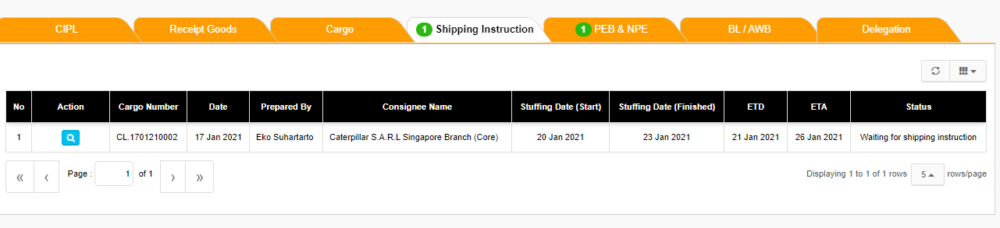 CIPL Receipt Goods Cargo 1 Shipping Instruction 1 PEB & NPE BL / AWB Delegation
No Action Cargo Number Date Prepared By Consignee Name Stuffing Date (Start) Stuffing Date (Finished) ETD ETA Status
1 CL.1701210002 17 Jan 2021 Eko Suhartarto Caterpillar S.A.R.L Singapore Branch (Core) 20 Jan 2021 23 Jan 2021 21 Jan 2021 26 Jan 2021 Waiting for shipping instruction
« ‹ Page : 1 of 1 › » Displaying 1 to 1 of 1 rows 5 rows/page